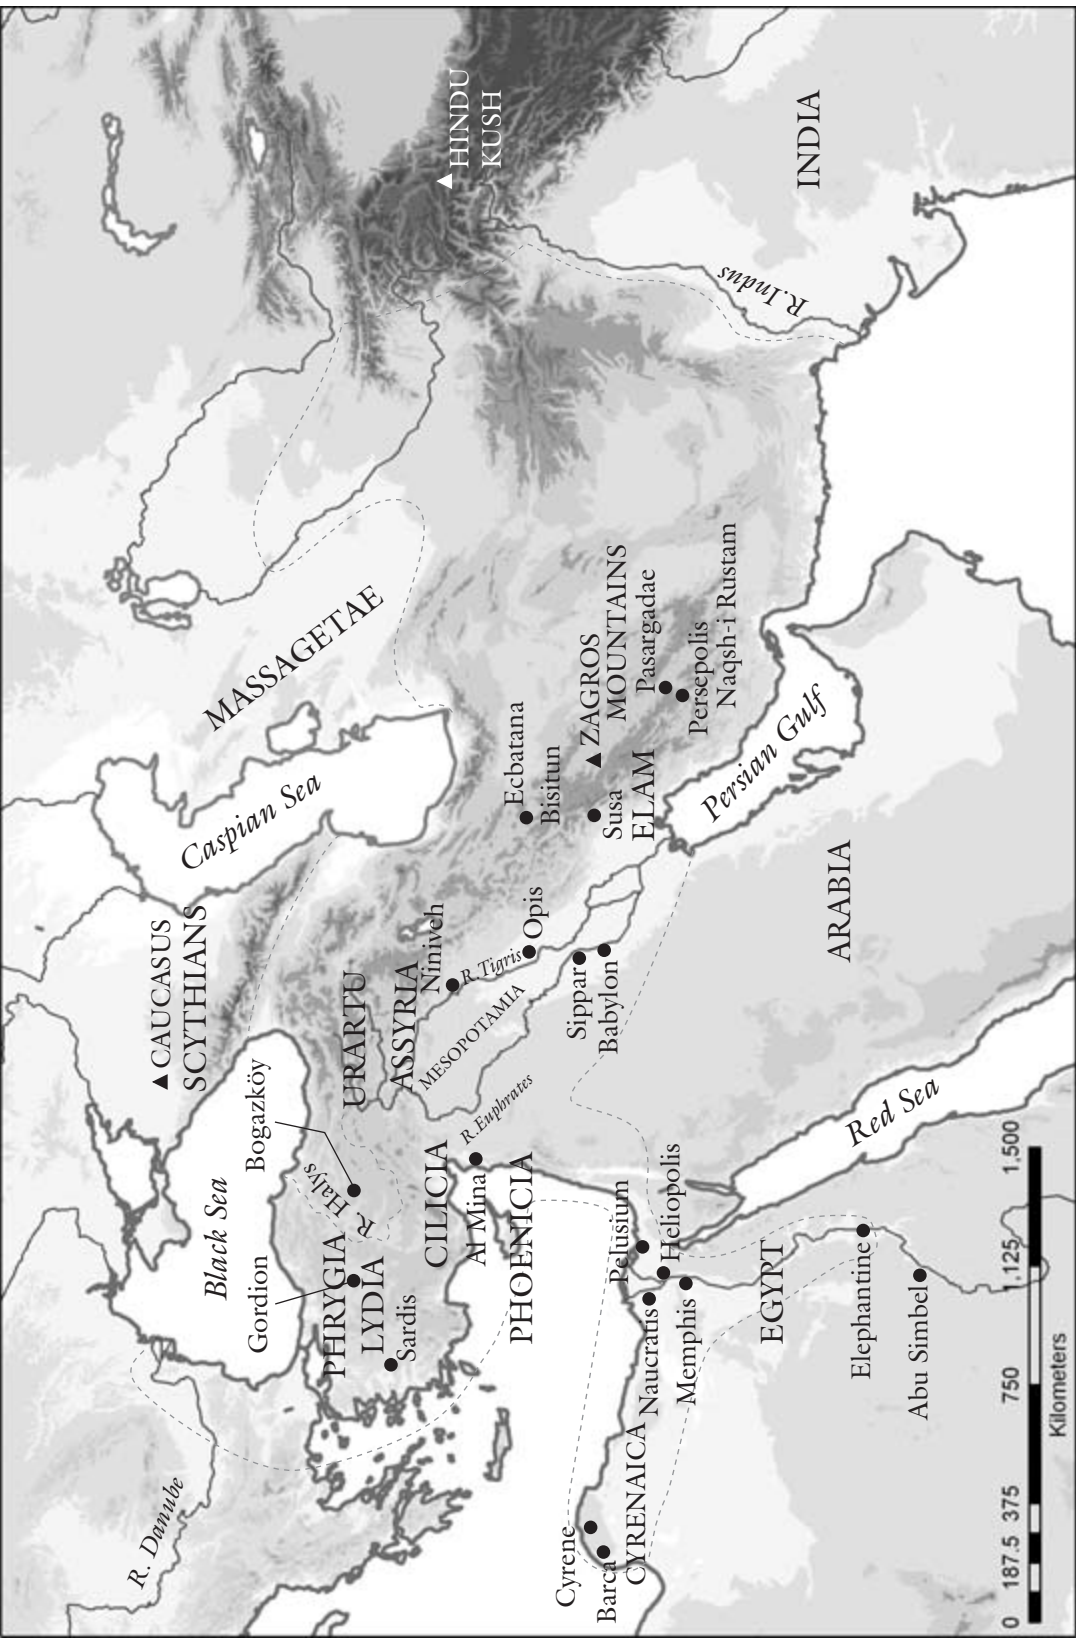 R. Danube
Black Sea
Gordion
Bogazköy
▲ CAUCASUS
SCYTHIANS
Caspian Sea
MASSAGETAE
▲ HINDU
KUSH
R. Halys
PHRYGIA
LYDIA
Sardis
URARTU
ASSYRIA
Niniveh
MESOPOTAMIA
R. Tigris
Opis
Ecbatana
Bisitun
CILICIA
Al Mina
R. Euphrates
PHOENICIA
Sippar
Babylon
Susa
ELAM
▲ ZAGROS
MOUNTAINS
Pasargadae
Persepolis
Naqsh-i Rustam
R. Indus
INDIA
Persian Gulf
ARABIA
Cyrene
Barca
CYRENAICA
Naucratis
Memphis
Pelusium
Heliopolis
EGYPT
Red Sea
Elephantine
Abu Simbel
0 187.5 375 750 1,125 1,500
Kilometers